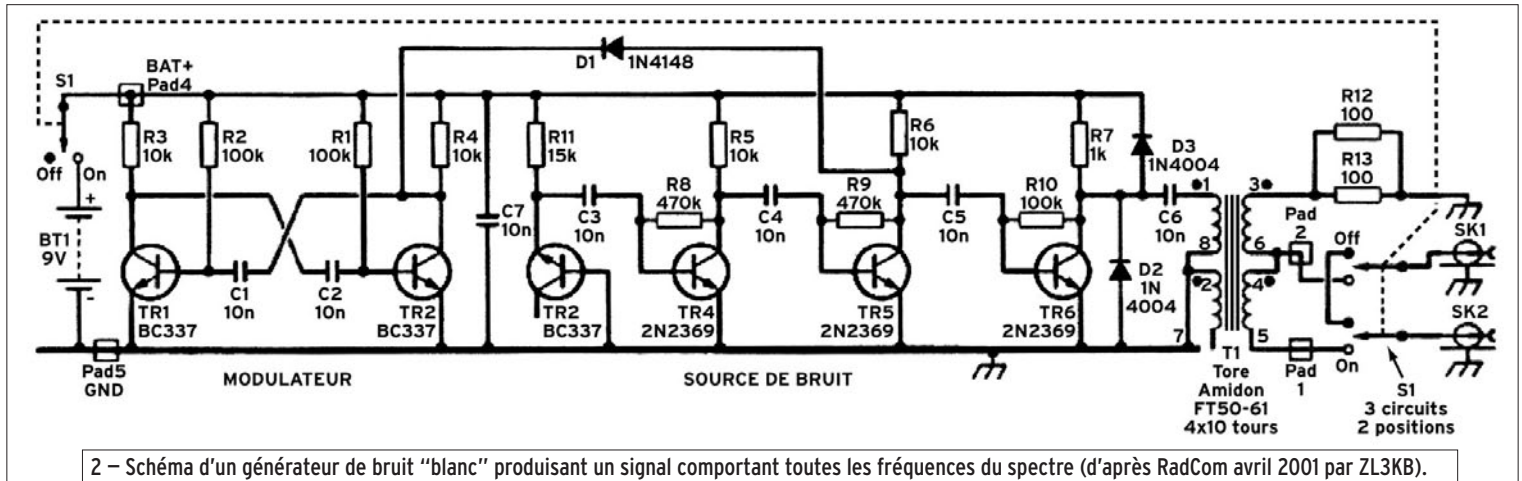 S1
BAT+
Pad4
D1
1N4148
R3
10k
R2
100k
R1
100k
R4
10k
R11
15k
R5
10k
R6
10k
R7
1k
D3
1N4004
R12
100
R13
100
Off
On
+
BT1
9V
-
C7
10n
C3
10n
R8
470k
C4
10n
R9
470k
C5
10n
R10
100k
C6
10n
1
3
Pad
2
8
6
2
4
7
5
Off
SK1
SK2
On
C1
10n
C2
10n
TR1
BC337
TR2
BC337
TR2
BC337
TR4
2N2369
TR5
2N2369
TR6
2N2369
D2
1N
4004
Pad5
GND
MODULATEUR
SOURCE DE BRUIT
T1
Tore
Amidon
FT50-61
4x10 tours
Pad
1
S1
3 circuits
2 positions
2 – Schéma d'un générateur de bruit "blanc" produisant un signal comportant toutes les fréquences du spectre (d'après RadCom avril 2001 par ZL3KB).